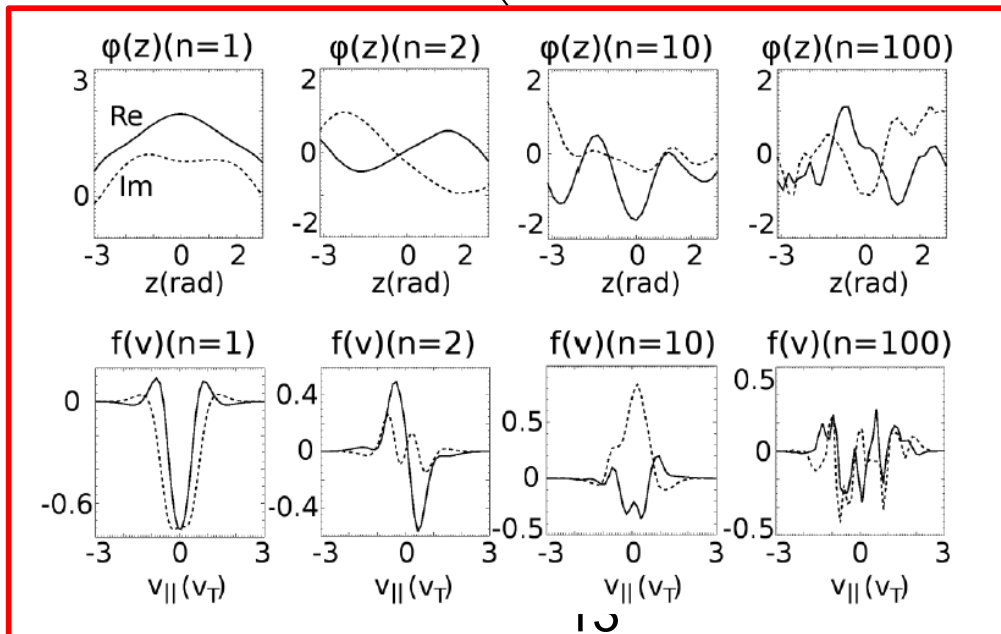 φ(z)(n=1) φ(z)(n=2) φ(z)(n=10) φ(z)(n=100)
3 2 2 2
Re
0 0 0 0
Im
-2 -2 -2
-3 0 2 -3 0 2 -3 0 2 -3 0 2
z(rad) z(rad) z(rad) z(rad)
f(v)(n=1) f(v)(n=2) f(v)(n=10) f(v)(n=100)
0 0.4 0.5 0.5
0 0 0
-0.6 -0.4 -0.5 -0.5
-3 0 3 -3 0 3 -3 0 3 -3 0 3
v||(vT) v||(vT) v||(vT) v||(vT)